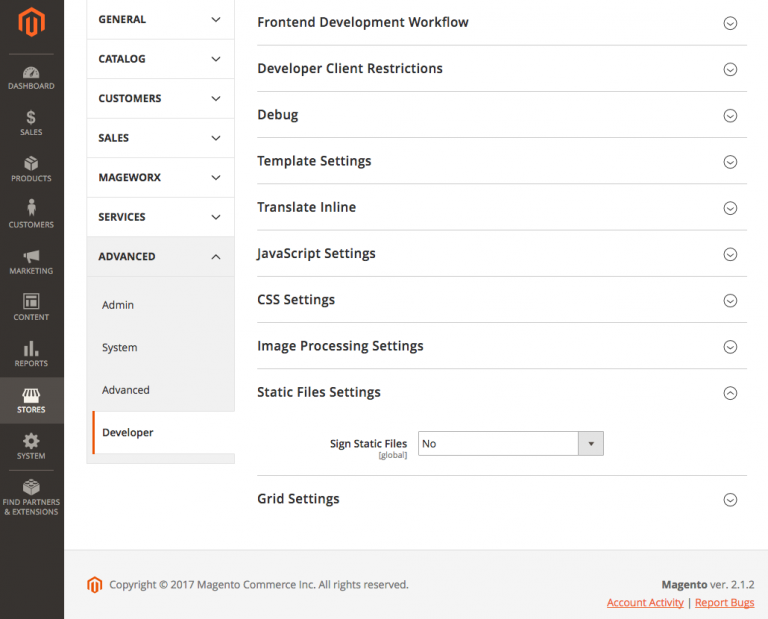 DASHBOARD
SALES
PRODUCTS
CUSTOMERS
MARKETING
CONTENT
REPORTS
STORES
SYSTEM
FIND PARTNERS
& EXTENSIONS
GENERAL
CATALOG
CUSTOMERS
SALES
MAGEWORX
SERVICES
ADVANCED
Admin
System
Advanced
Developer
Frontend Development Workflow
Developer Client Restrictions
Debug
Template Settings
Translate Inline
JavaScript Settings
CSS Settings
Image Processing Settings
Static Files Settings
Sign Static Files No
[global]
Grid Settings
Copyright © 2017 Magento Commerce Inc. All rights reserved.
Magento ver. 2.1.2
Account Activity | Report Bugs